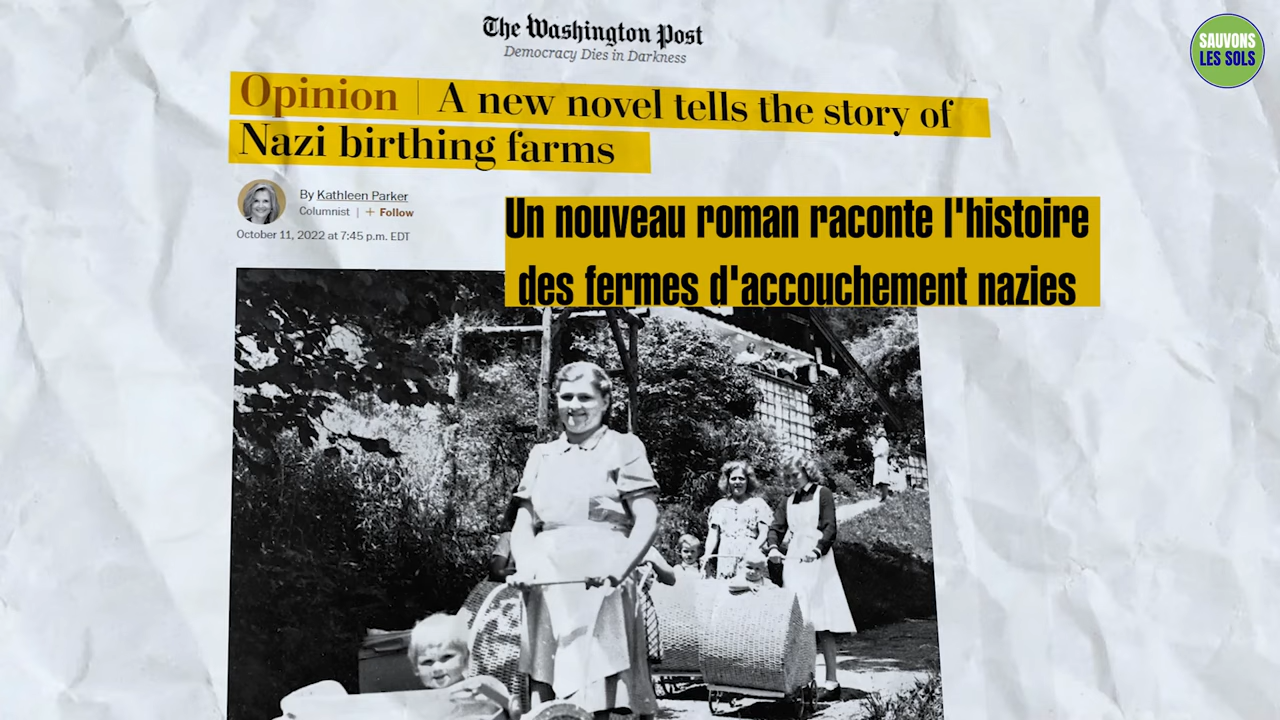 The Washington Post
Democracy Dies in Darkness
SAUVONS
LES SOLS
Opinion | A new novel tells the story of
Nazi birthing farms
By Kathleen Parker
Columnist | + Follow
October 11, 2022 at 7:45 p.m. EDT
Un nouveau roman raconte l'histoire
des fermes d'accouchement nazies